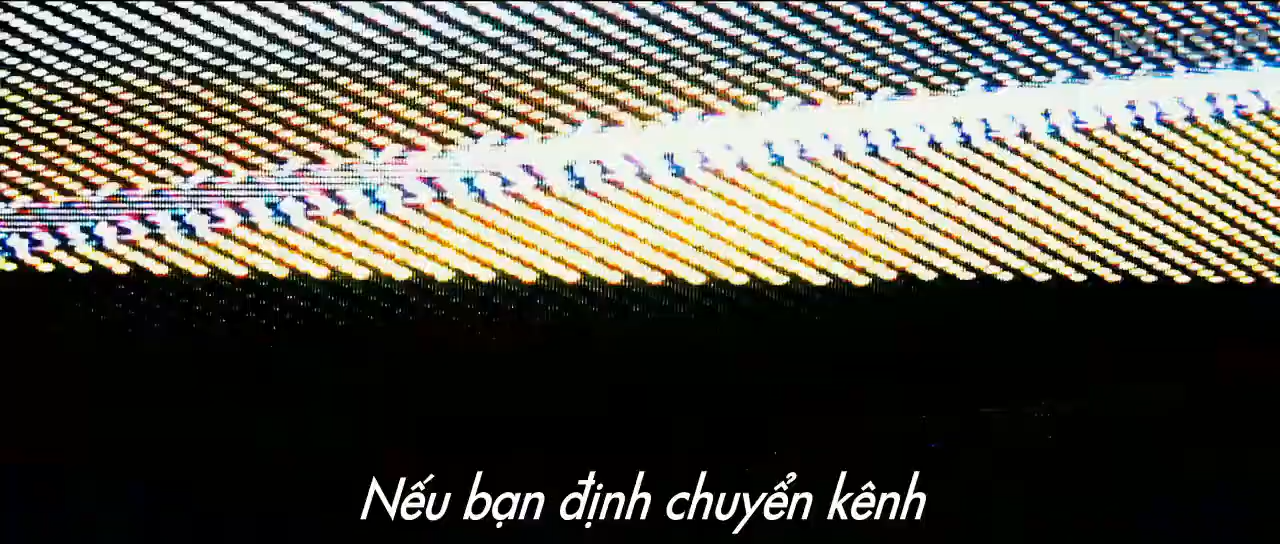 Nếu bạn định chuyển kênh